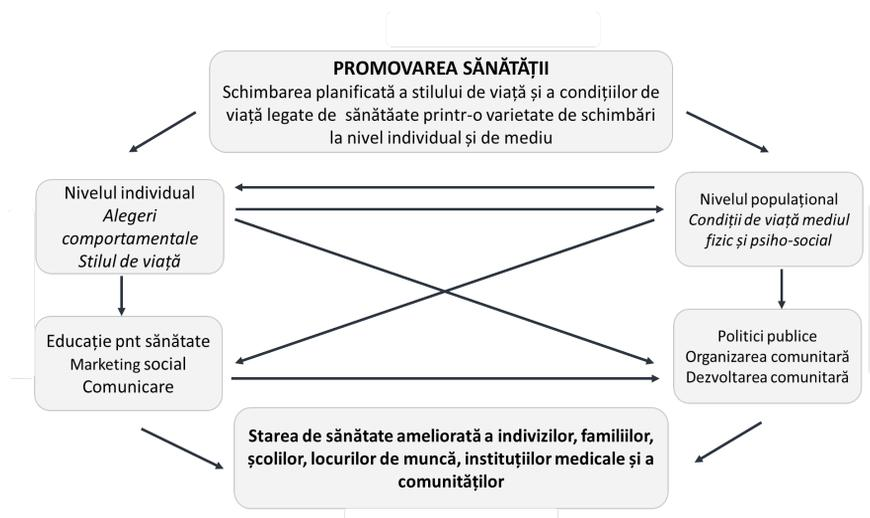 PROMOVAREA SĂNĂTĂȚII
Schimbarea planificată a stilului de viață și a condițiilor de
viață legate de sănătăate printr-o varietate de schimbări
la nivel individual și de mediu
Nivelul individual
Alegeri
comportamentale
Stilul de viață
Nivelul populațional
Condiții de viață mediul
fizic și psiho-social
Educație pnt sănătate
Marketing social
Comunicare
Politici publice
Organizarea comunitară
Dezvoltarea comunitară
Starea de sănătate ameliorată a indivizilor, familiilor,
școlilor, locurilor de muncă, instituțiilor medicale și a
comunităților